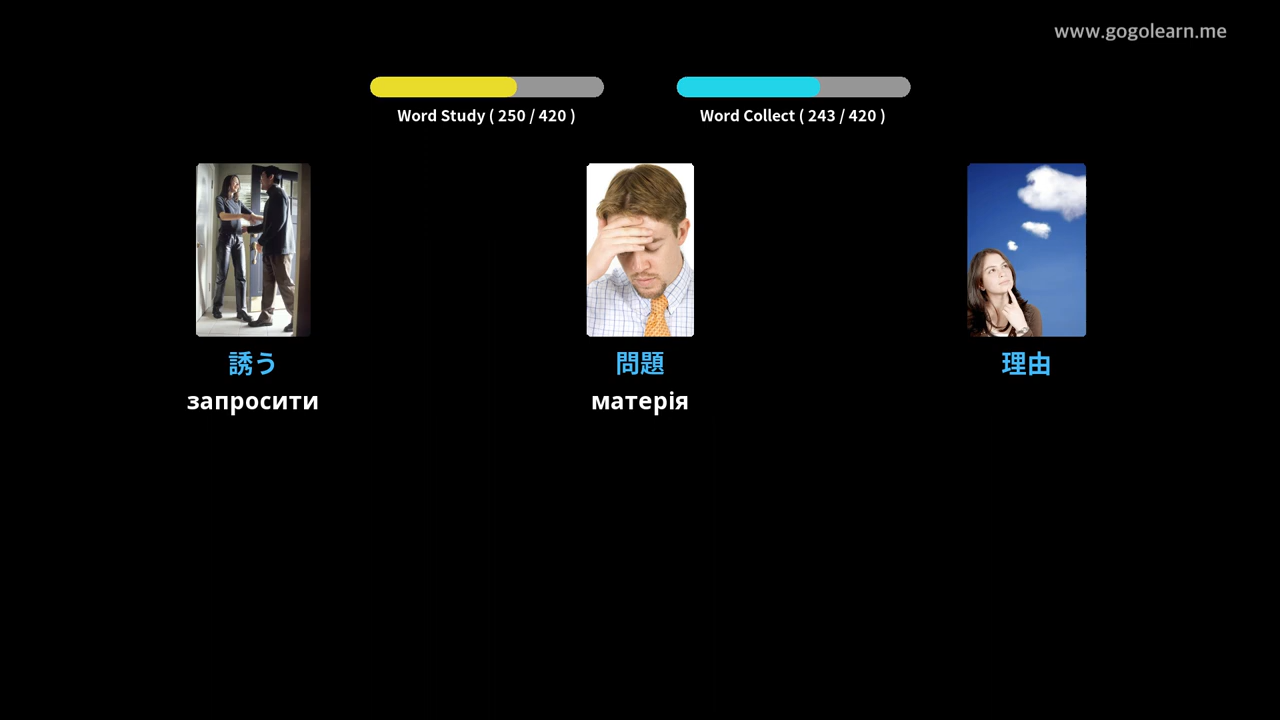 www.gogolearn.me
Word Study ( 250 / 420 )
Word Collect ( 243 / 420 )
誘う
問題
理由
запросити
матерія